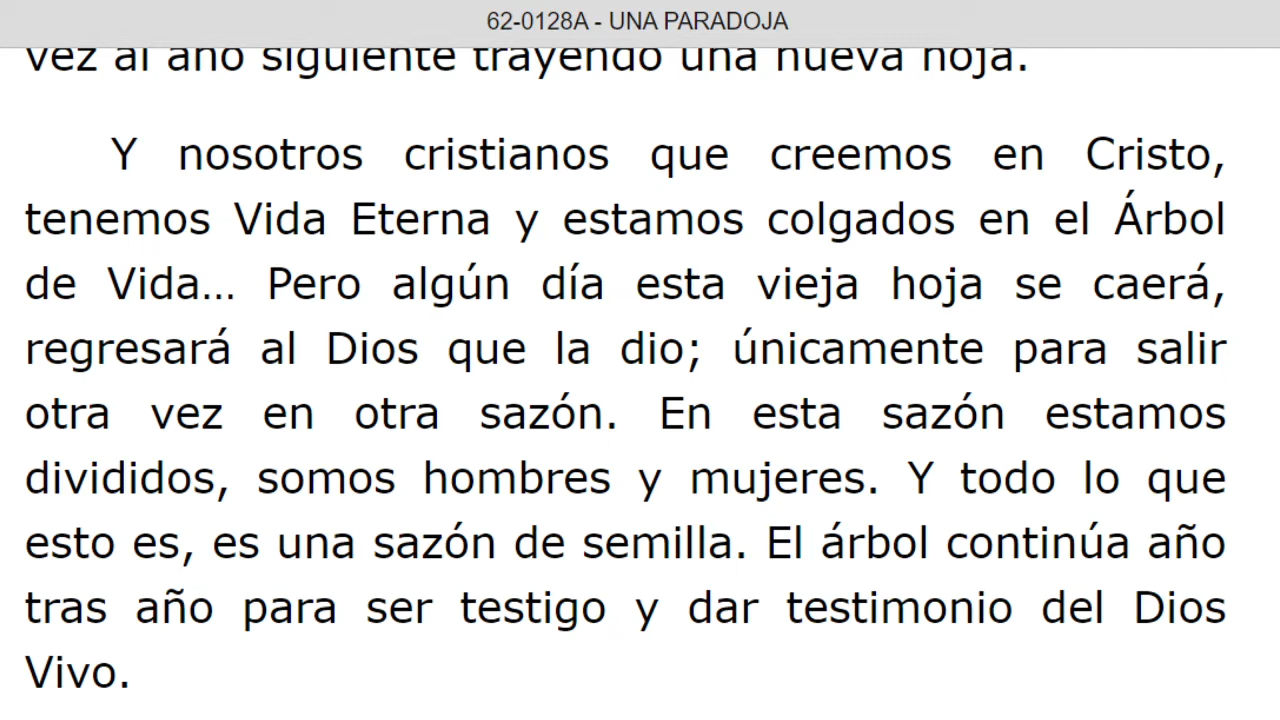 62-0128A - UNA PARADOJA
vez al año siguiente trayendo una nueva hoja.
Y nosotros cristianos que creemos en Cristo,
tenemos Vida Eterna y estamos colgados en el Árbol
de Vida… Pero algún día esta vieja hoja se caerá,
regresará al Dios que la dio; únicamente para salir
otra vez en otra sazón. En esta sazón estamos
divididos, somos hombres y mujeres. Y todo lo que
esto es, es una sazón de semilla. El árbol continúa año
tras año para ser testigo y dar testimonio del Dios
Vivo.